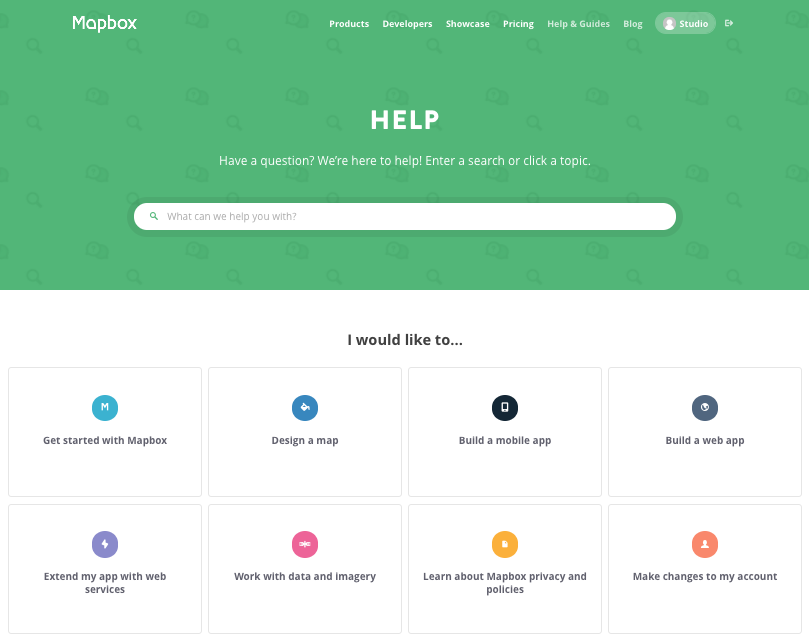 Mapbox
Products Developers Showcase Pricing Help & Guides Blog Studio
HELP
Have a question? We're here to help! Enter a search or click a topic.
What can we help you with?
I would like to...
M
Get started with Mapbox
Design a map
Build a mobile app
Build a web app
Extend my app with web
services
Work with data and imagery
Learn about Mapbox privacy and
policies
Make changes to my account